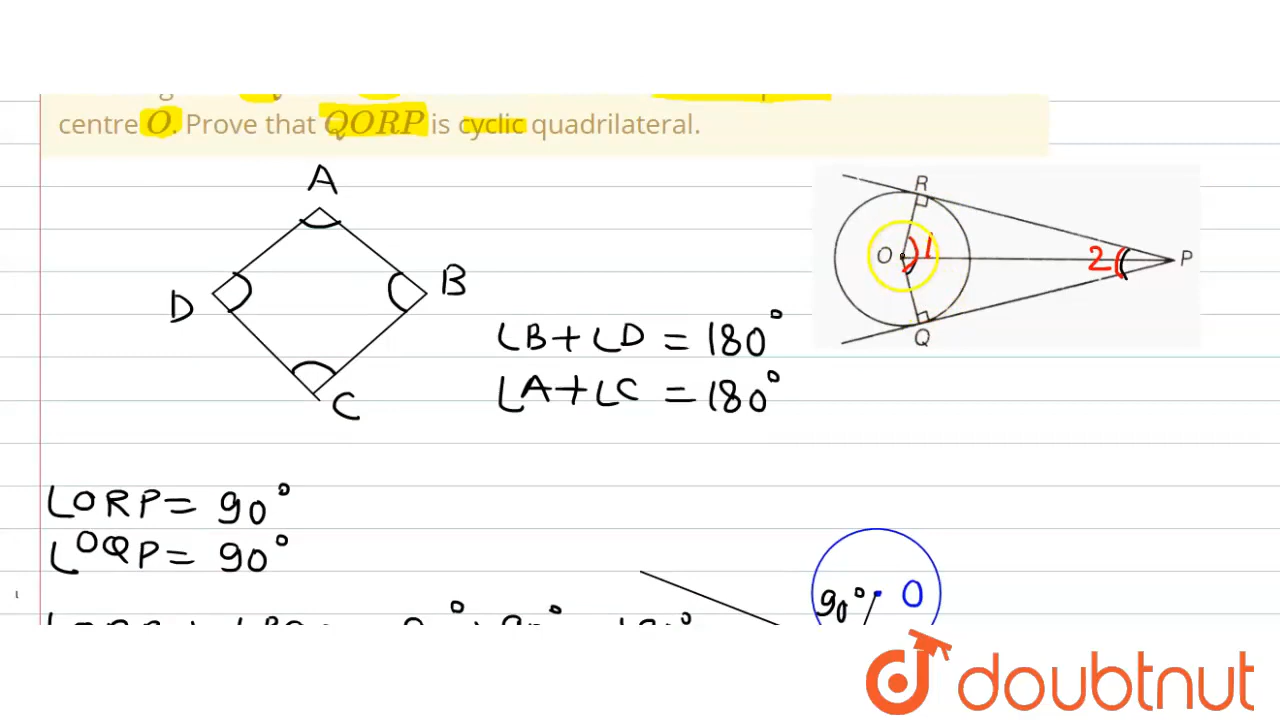 centre O. Prove that QORP is cyclic quadrilateral.
A
R
D
B
O
1
2
P
Q
∠B+∠D = 180°
∠A+∠C = 180°
C
∠ORP = 90°
∠OQP = 90°
90°
O
doubtnut